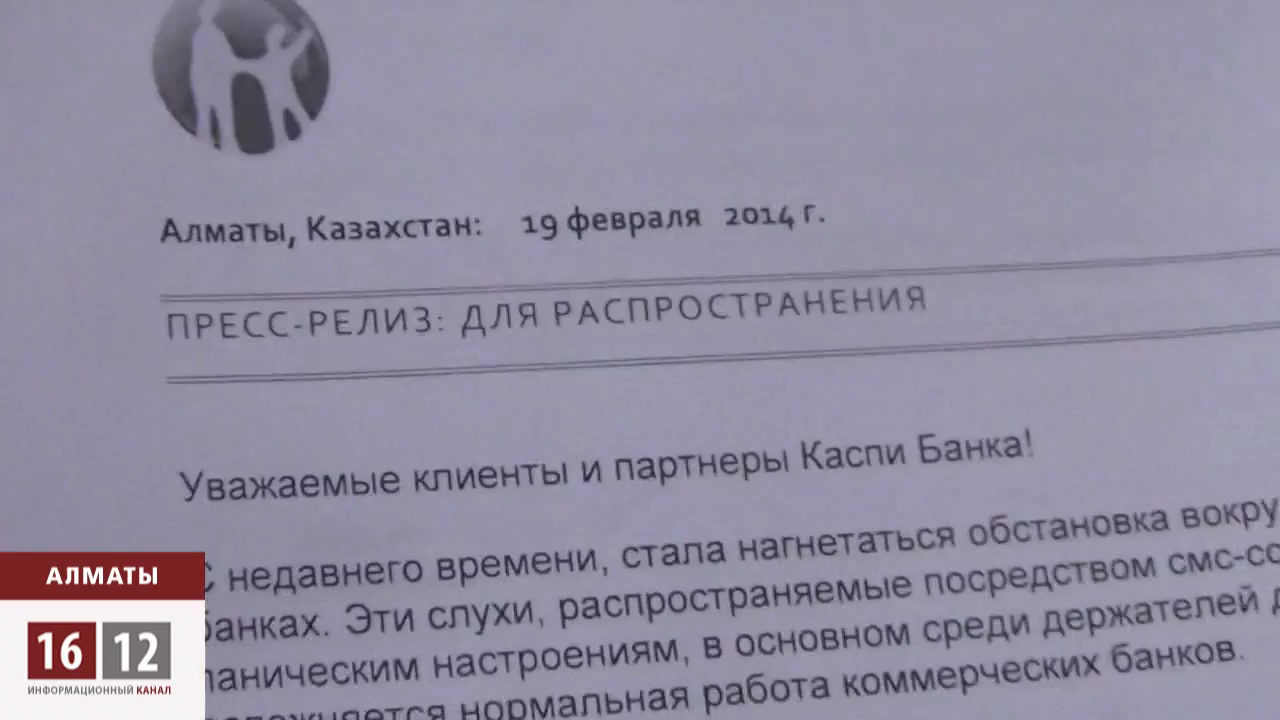 Алматы, Казахстан: 19 февраля 2014 г.
ПРЕСС-РЕЛИЗ: ДЛЯ РАСПРОСТРАНЕНИЯ
Уважаемые клиенты и партнеры Каспи Банка!
С недавнего времени, стала нагнетаться обстановка вокру
банках. Эти слухи, распространяемые посредством смс-со
паническим настроениям, в основном среди держателей д
нормальная работа коммерческих банков.
АЛМАТЫ
16 12
ИНФОРМАЦИОННЫЙ КАНАЛ